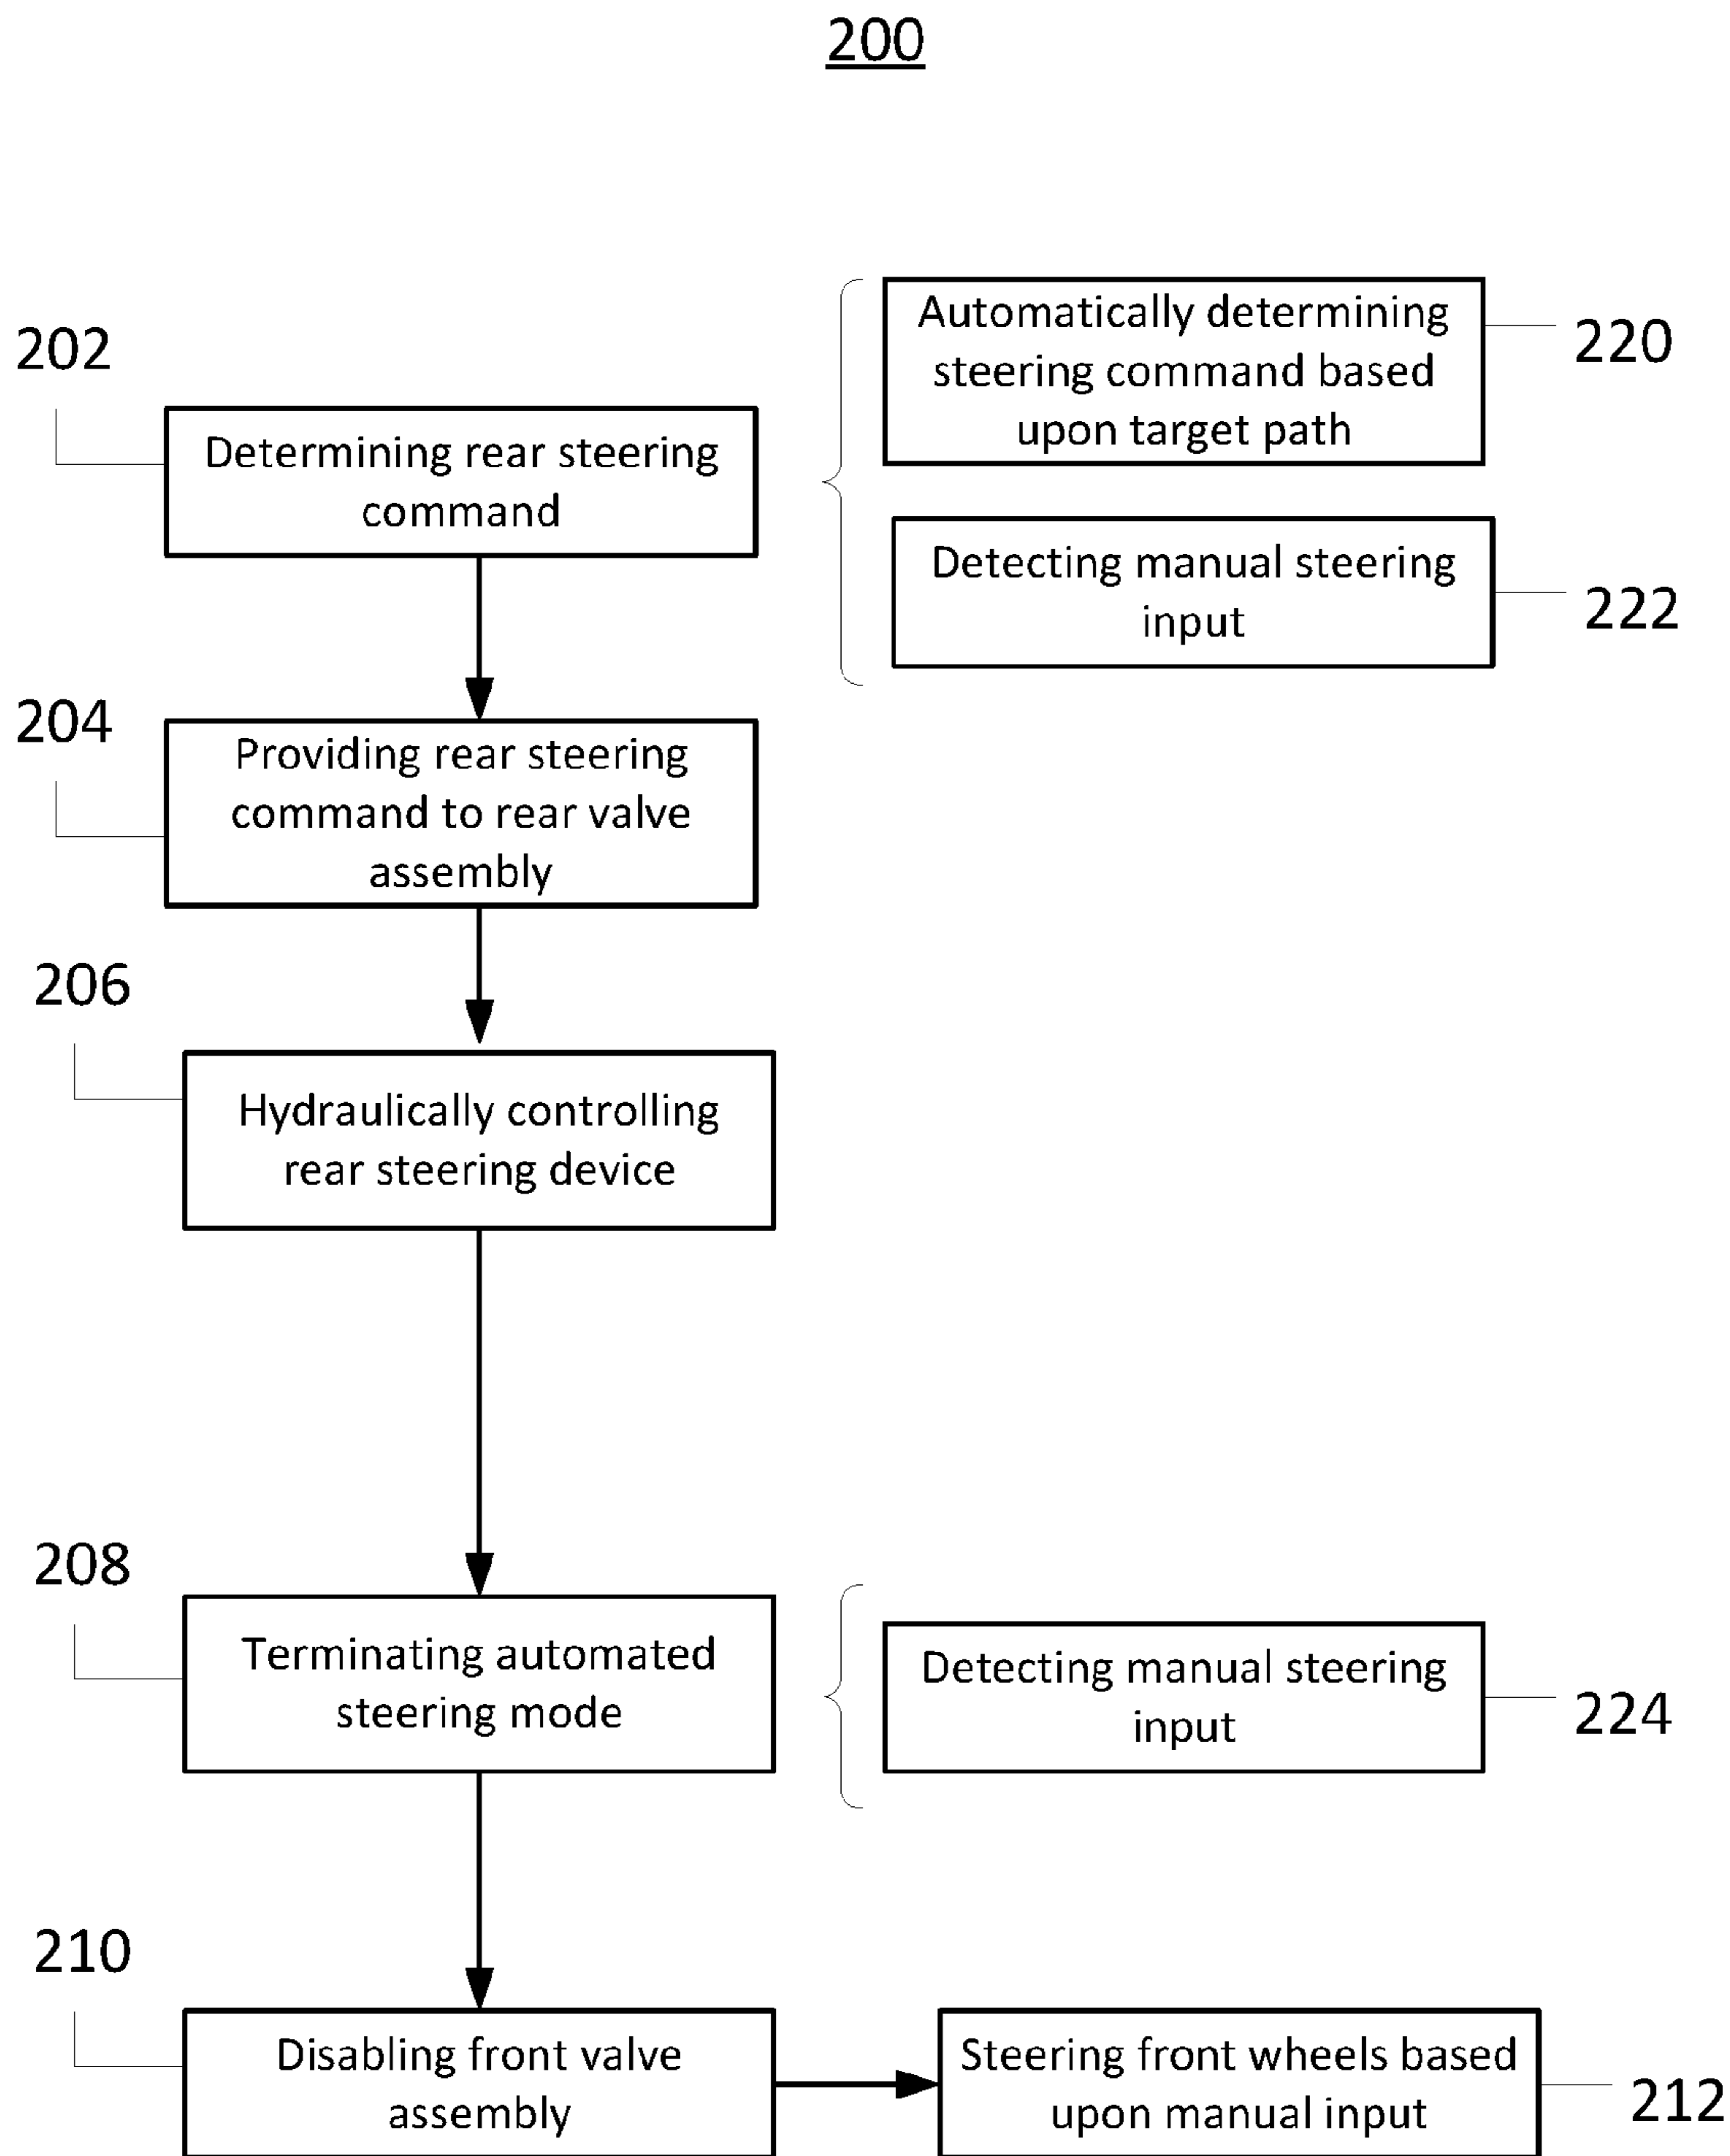 200
202
Determining rear steering
command
Automatically determining
steering command based
upon target path
220
Detecting manual steering
input
222
204
Providing rear steering
command to rear valve
assembly
206
Hydraulically controlling
rear steering device
208
Terminating automated
steering mode
Detecting manual steering
input
224
210
Disabling front valve
assembly
Steering front wheels based
upon manual input
212